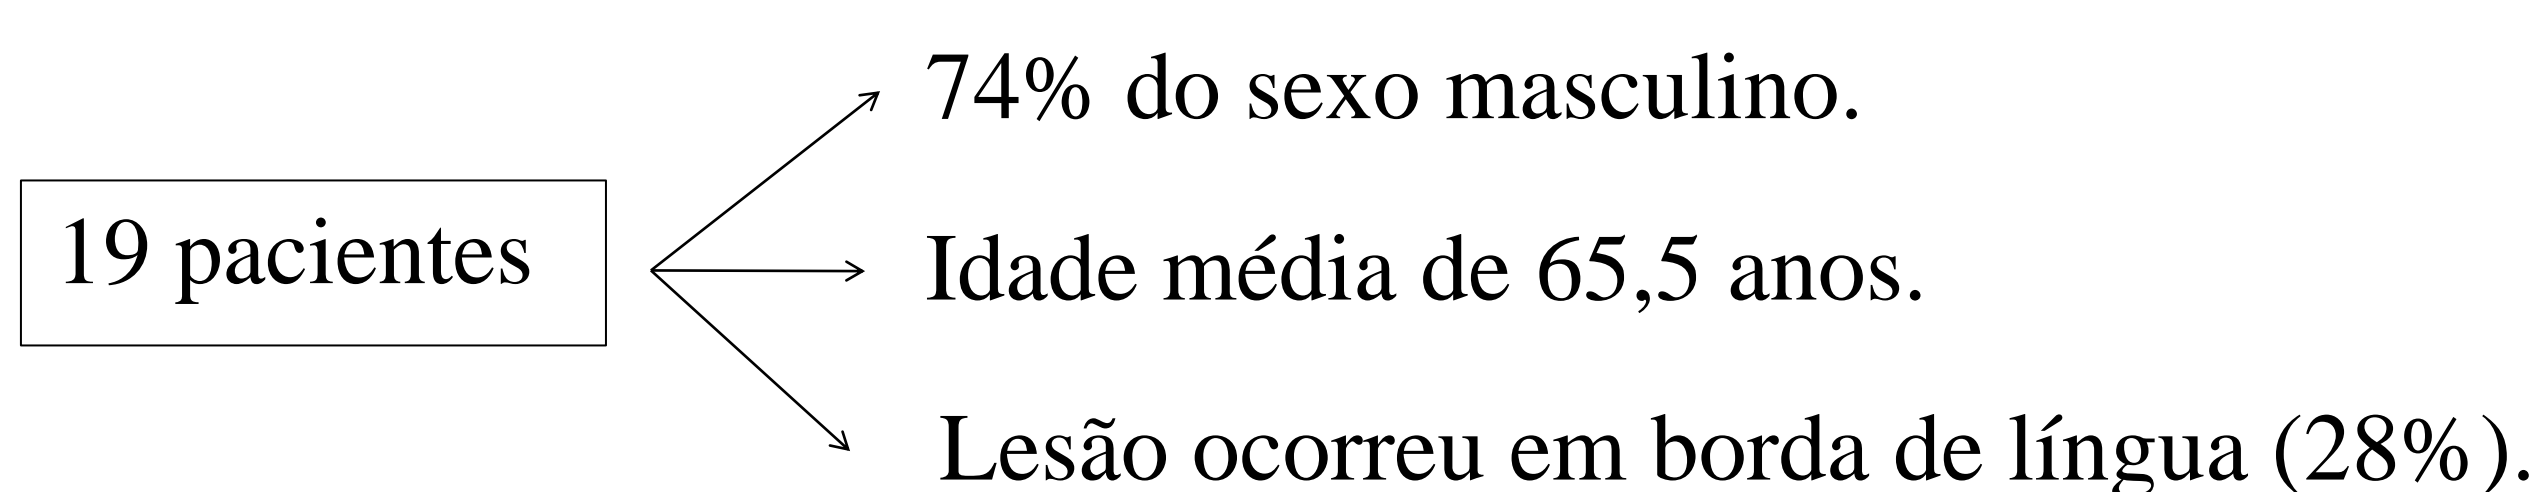 74% do sexo masculino.
19 pacientes
Idade média de 65,5 anos.
Lesão ocorreu em borda de língua (28%).